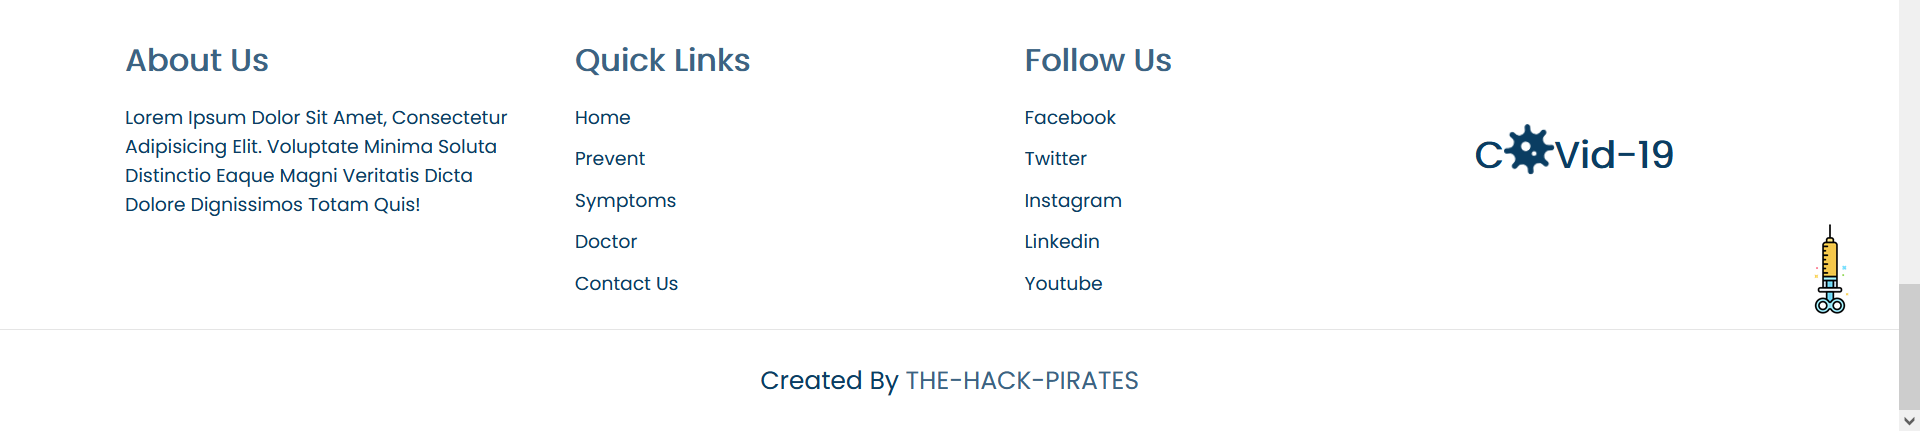 About Us
Lorem Ipsum Dolor Sit Amet, Consectetur
Adipisicing Elit. Voluptate Minima Soluta
Distinctio Eaque Magni Veritatis Dicta
Dolore Dignissimos Totam Quis!
Quick Links
Home
Prevent
Symptoms
Doctor
Contact Us
Follow Us
Facebook
Twitter
Instagram
Linkedin
Youtube
CoVid-19
Created By THE-HACK-PIRATES